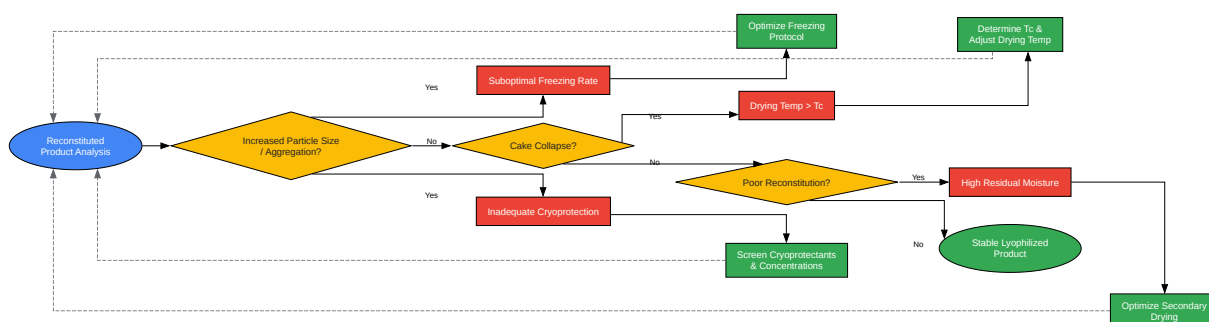 Optimize Freezing
Protocol
Determine Tc &
Adjust Drying Temp
Suboptimal Freezing Rate
Yes
Drying Temp > Tc
Yes
Reconstituted
Product Analysis
Increased Particle Size
/ Aggregation?
No
Cake Collapse?
No
Poor Reconstitution?
Yes
High Residual Moisture
Yes
Inadequate Cryoprotection
No
Stable Lyophilized
Product
Screen Cryoprotectants
& Concentrations
Optimize Secondary
Drying